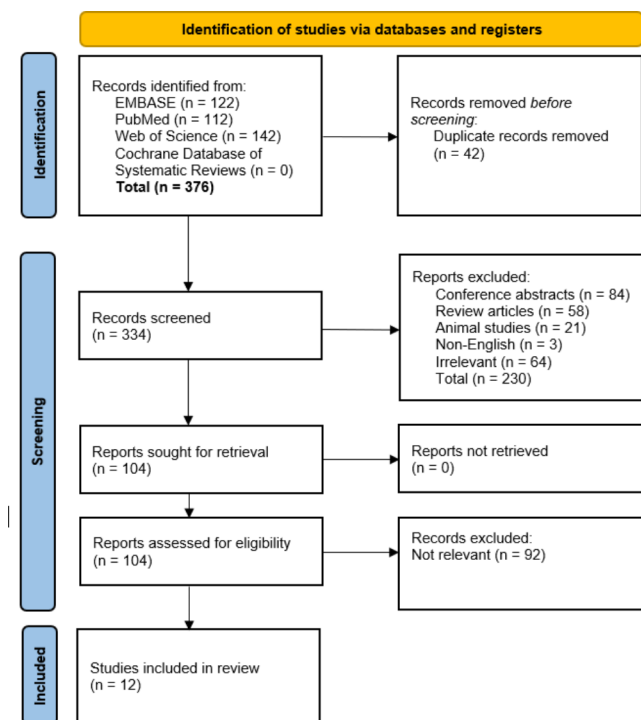 Identification of studies via databases and registers
Identification
Records identified from:
EMBASE (n = 122)
PubMed (n = 112)
Web of Science (n = 142)
Cochrane Database of
Systematic Reviews (n = 0)
Total (n = 376)
Records removed before
screening:
Duplicate records removed
(n = 42)
Screening
Records screened
(n = 334)
Reports excluded:
Conference abstracts (n = 84)
Review articles (n = 58)
Animal studies (n = 21)
Non-English (n = 3)
Irrelevant (n = 64)
Total (n = 230)
Reports sought for retrieval
(n = 104)
Reports not retrieved
(n = 0)
Reports assessed for eligibility
(n = 104)
Records excluded:
Not relevant (n = 92)
Included
Studies included in review
(n = 12)